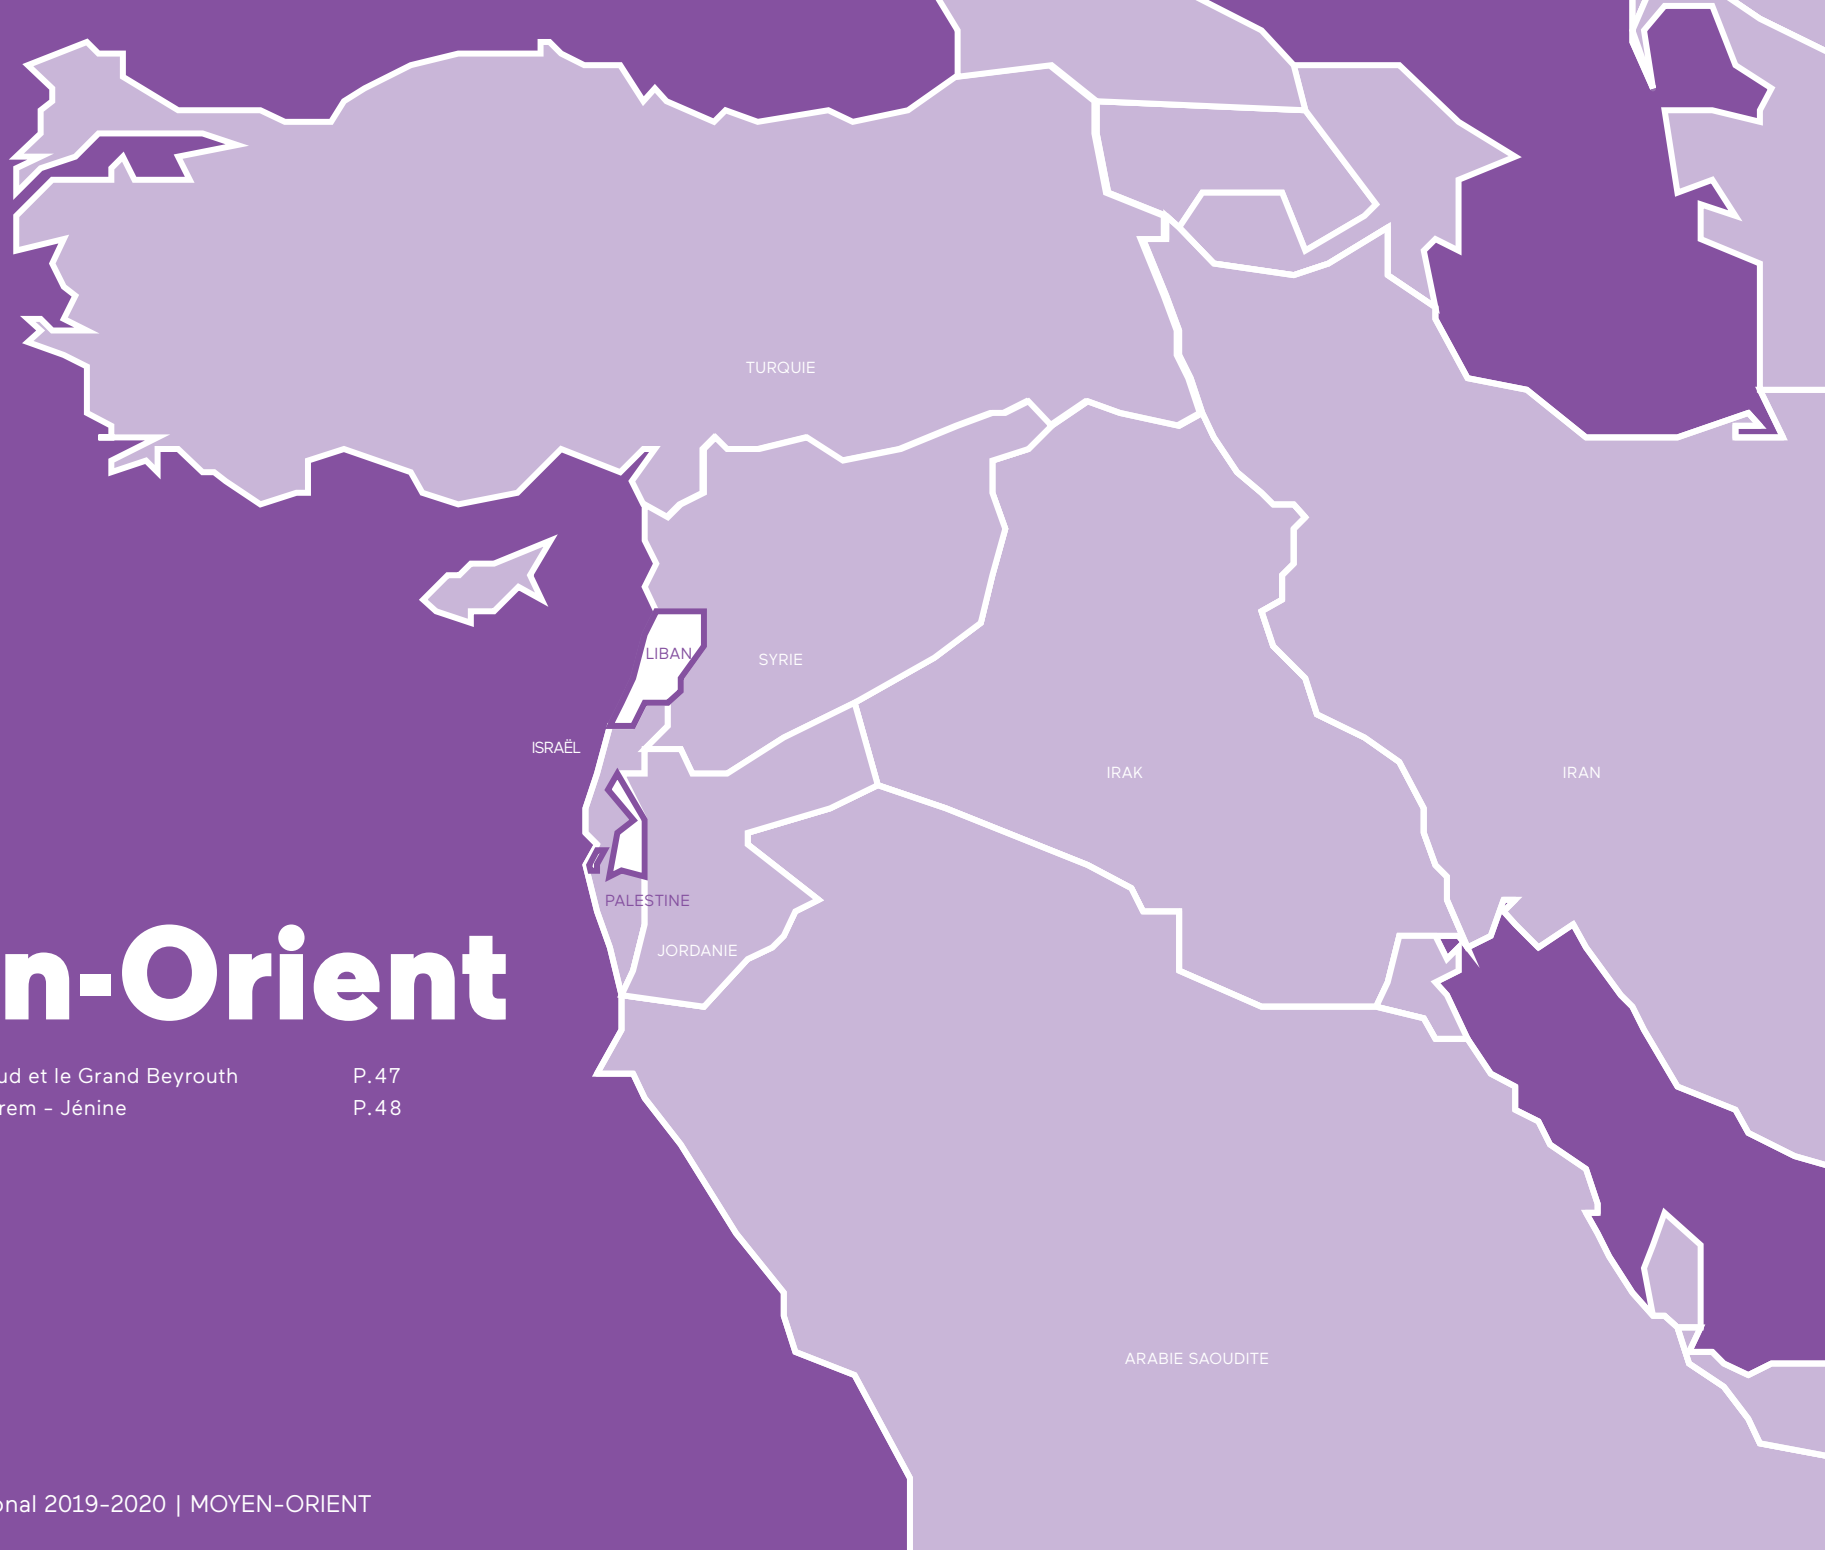 TURQUIE
LIBAN
SYRIE
ISRAËL
IRAK
IRAN
PALESTINE
JORDANIE
n-Orient
ud et le Grand Beyrouth P.47
rem - Jénine P.48
ARABIE SAOUDITE
onal 2019-2020 | MOYEN-ORIENT